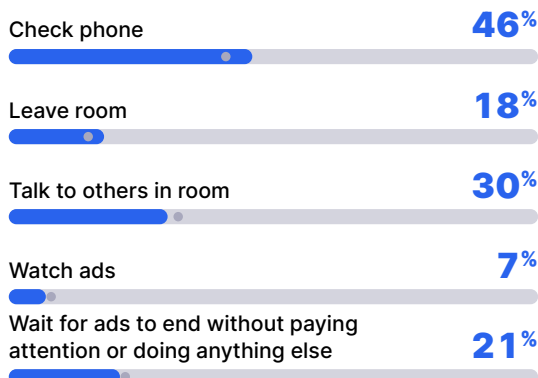 Check phone 46%
Leave room 18%
Talk to others in room 30%
Watch ads 7%
Wait for ads to end without paying
attention or doing anything else 21%